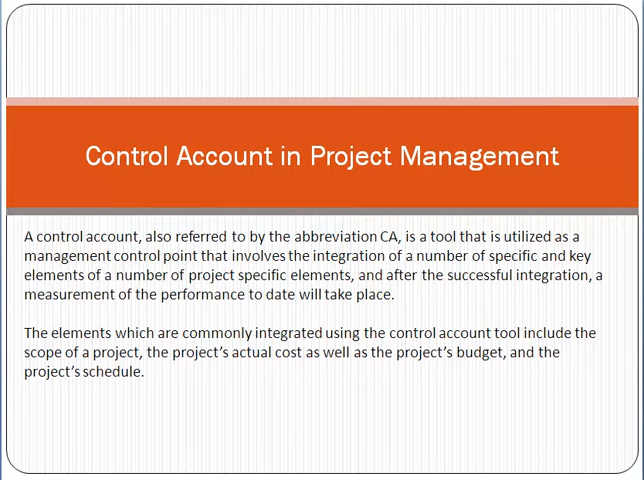 Control Account in Project Management
A control account, also referred to by the abbreviation CA, is a tool that is utilized as a
management control point that involves the integration of a number of specific and key
elements of a number of project specific elements, and after the successful integration, a
measurement of the performance to date will take place.
The elements which are commonly integrated using the control account tool include the
scope of a project, the project’s actual cost as well as the project’s budget, and the
project’s schedule.